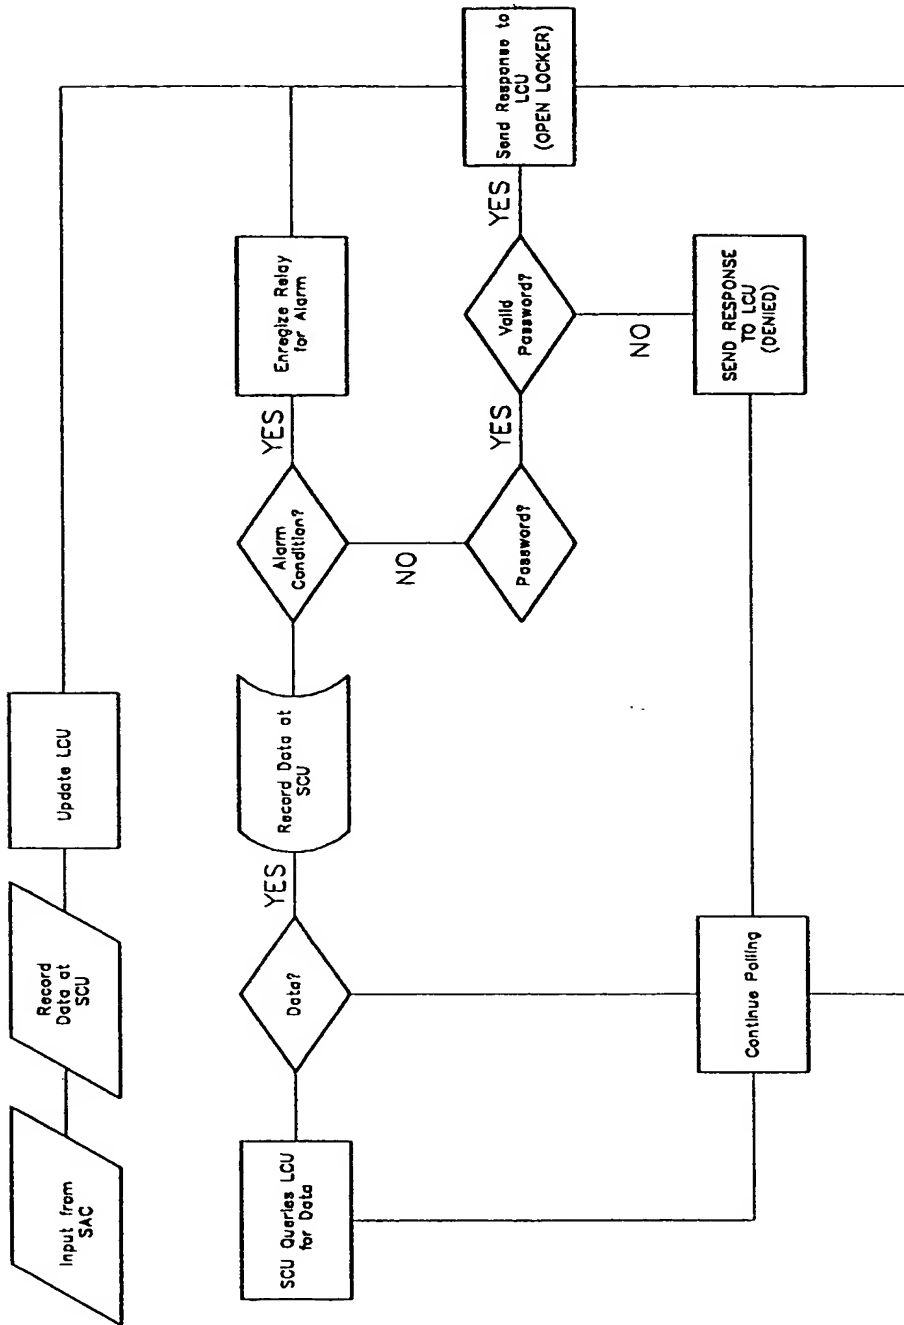 Input from
SAC
Record
Data at
SCU
Update LCU
SCU Queries LCU
for Data
Data?
YES
Record Data at
SCU
Alarm
Condition?
YES
Enregize Relay
for Alarm
NO
Password?
YES
Valid
Password?
YES
Send Response to
LCU
(OPEN LOCKER)
NO
SEND RESPONSE
TO LCU
(DENIED)
Continue Polling